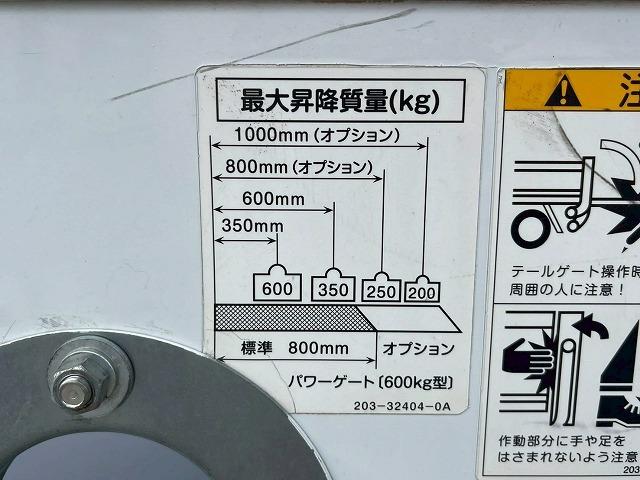 最大昇降質量(kg)
1000mm(オプション)
800mm(オプション)
600mm
350mm
600 350 250 200
標準 800mm オプション
パワーゲート〔600kg型〕
203-32404-0A
注
テールゲート操作時
周囲の人に注意!
作動部分に手や足を
はさまれないよう注意
203